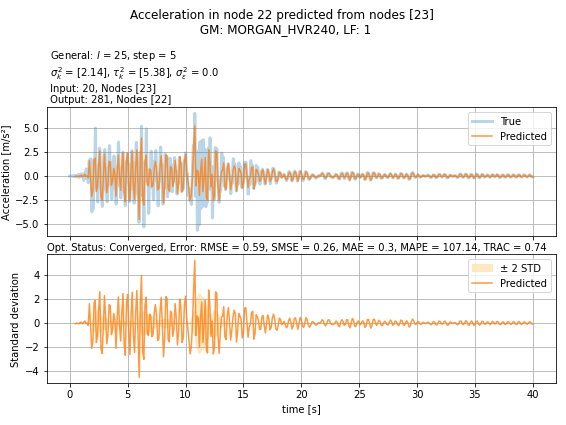 Acceleration in node 22 predicted from nodes [23]
GM: MORGAN_HVR240, LF: 1
General: l = 25, step = 5
σ²ₖ = [2.14], τ²ₖ = [5.38], σ²ε = 0.0
Input: 20, Nodes [23]
Output: 281, Nodes [22]
Acceleration [m/s²]
5.0
2.5
0.0
−2.5
−5.0
True
Predicted
Opt. Status: Converged, Error: RMSE = 0.59, SMSE = 0.26, MAE = 0.3, MAPE = 107.14, TRAC = 0.74
Standard deviation
4
2
0
−2
−4
± 2 STD
Predicted
0 5 10 15 20 25 30 35 40
time [s]